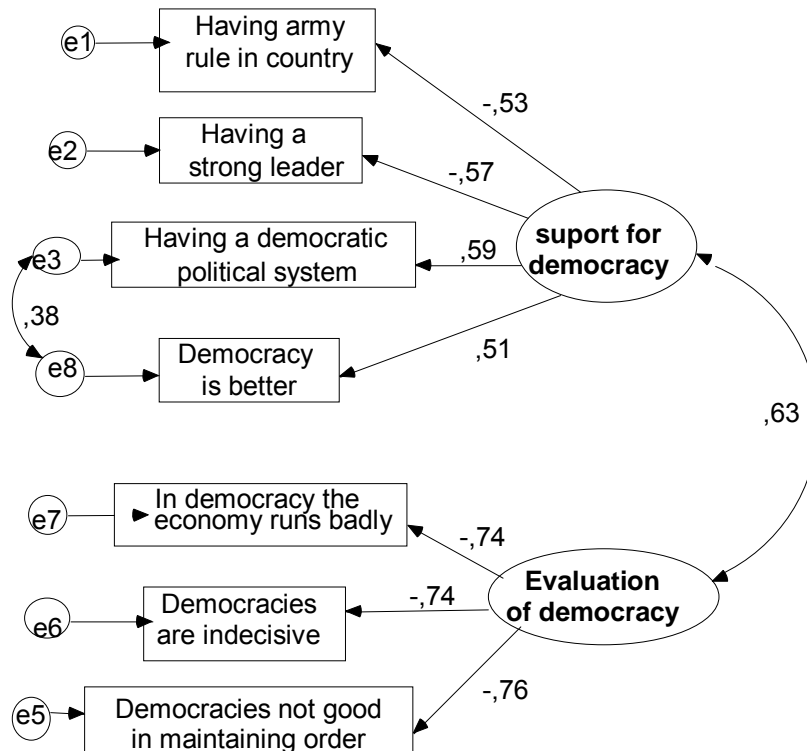 e1
Having army
rule in country
-,53
e2
Having a
strong leader
-,57
e3
Having a democratic
political system
,59
suport for
democracy
,38
e8
Democracy
is better
,51
,63
e7
In democracy the
economy runs badly
-,74
e6
Democracies
are indecisive
-,74
Evaluation
of democracy
e5
Democracies not good
in maintaining order
-,76